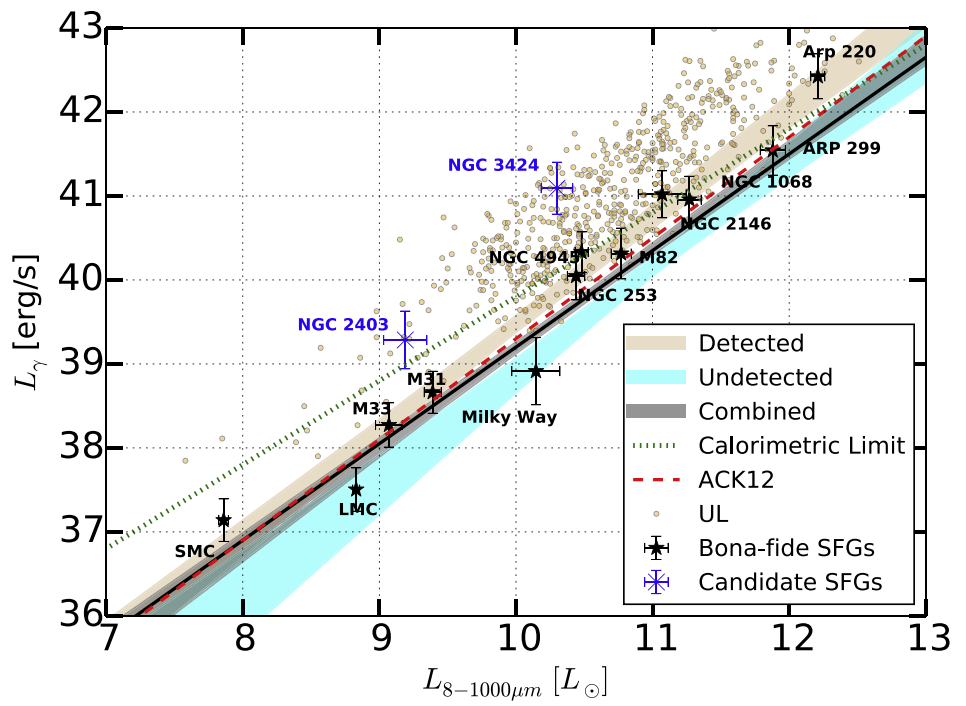 43
42
41
40
39
38
37
36
7
8
9
10
11
12
13
L_γ [erg/s]
L_{8−1000μm} [L_⊙]
Arp 220
ARP 299
NGC 3424
NGC 1068
NGC 2146
NGC 4945
M82
NGC 253
NGC 2403
M31
M33
Milky Way
LMC
SMC
Detected
Undetected
Combined
Calorimetric Limit
ACK12
UL
Bona-fide SFGs
Candidate SFGs